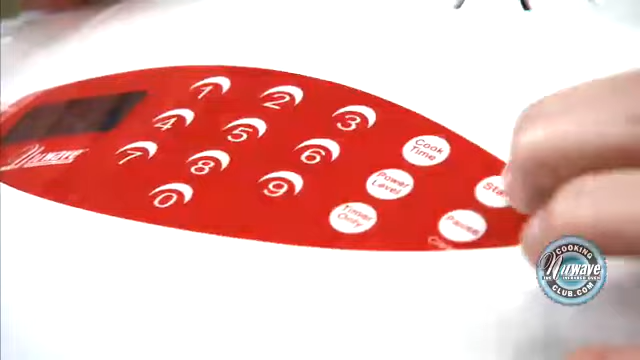 Nuwave
1
2
3
4
5
6
7
8
9
0
Cook
Time
Power
Level
Timer
Only
Pause
COOKING
Nuwave
CLUB.COM